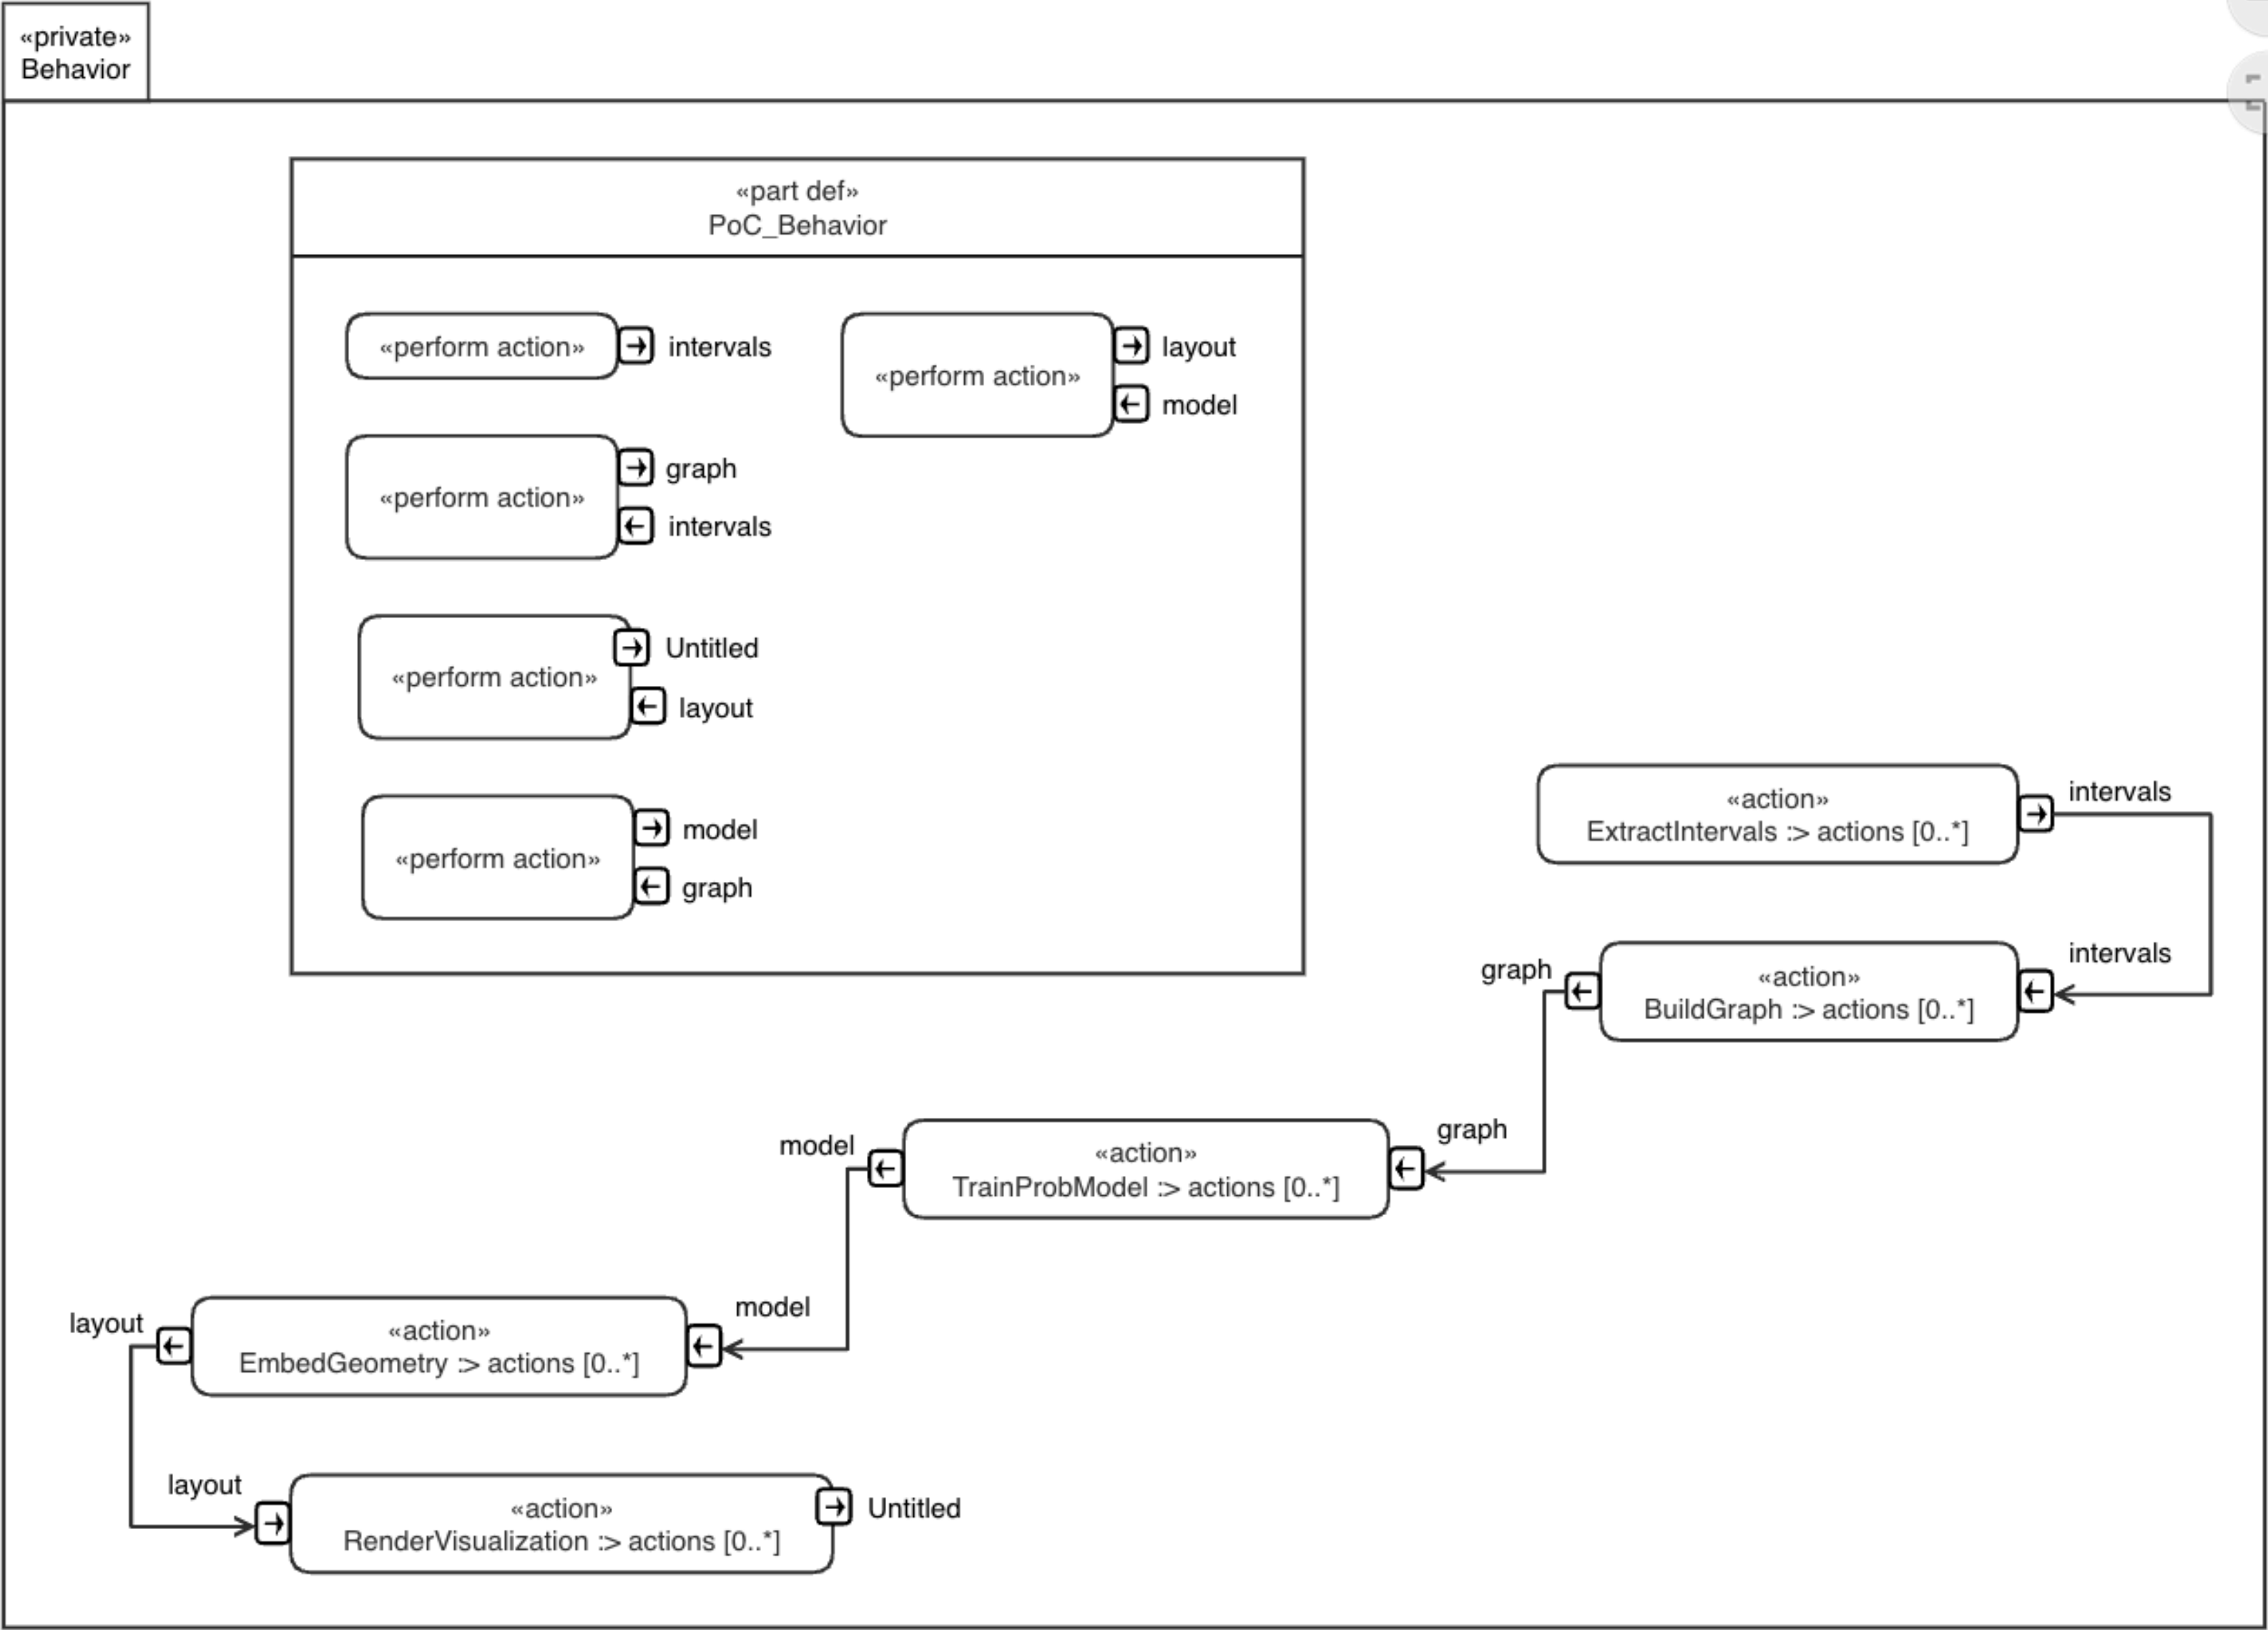 «private»
Behavior
«part def»
PoC_Behavior
«perform action»
intervals
«perform action»
layout
model
«perform action»
graph
intervals
«perform action»
Untitled
layout
«perform action»
model
graph
«action»
ExtractIntervals :> actions [0..*]
intervals
intervals
«action»
BuildGraph :> actions [0..*]
graph
graph
«action»
TrainProbModel :> actions [0..*]
model
model
«action»
EmbedGeometry :> actions [0..*]
layout
layout
«action»
RenderVisualization :> actions [0..*]
Untitled